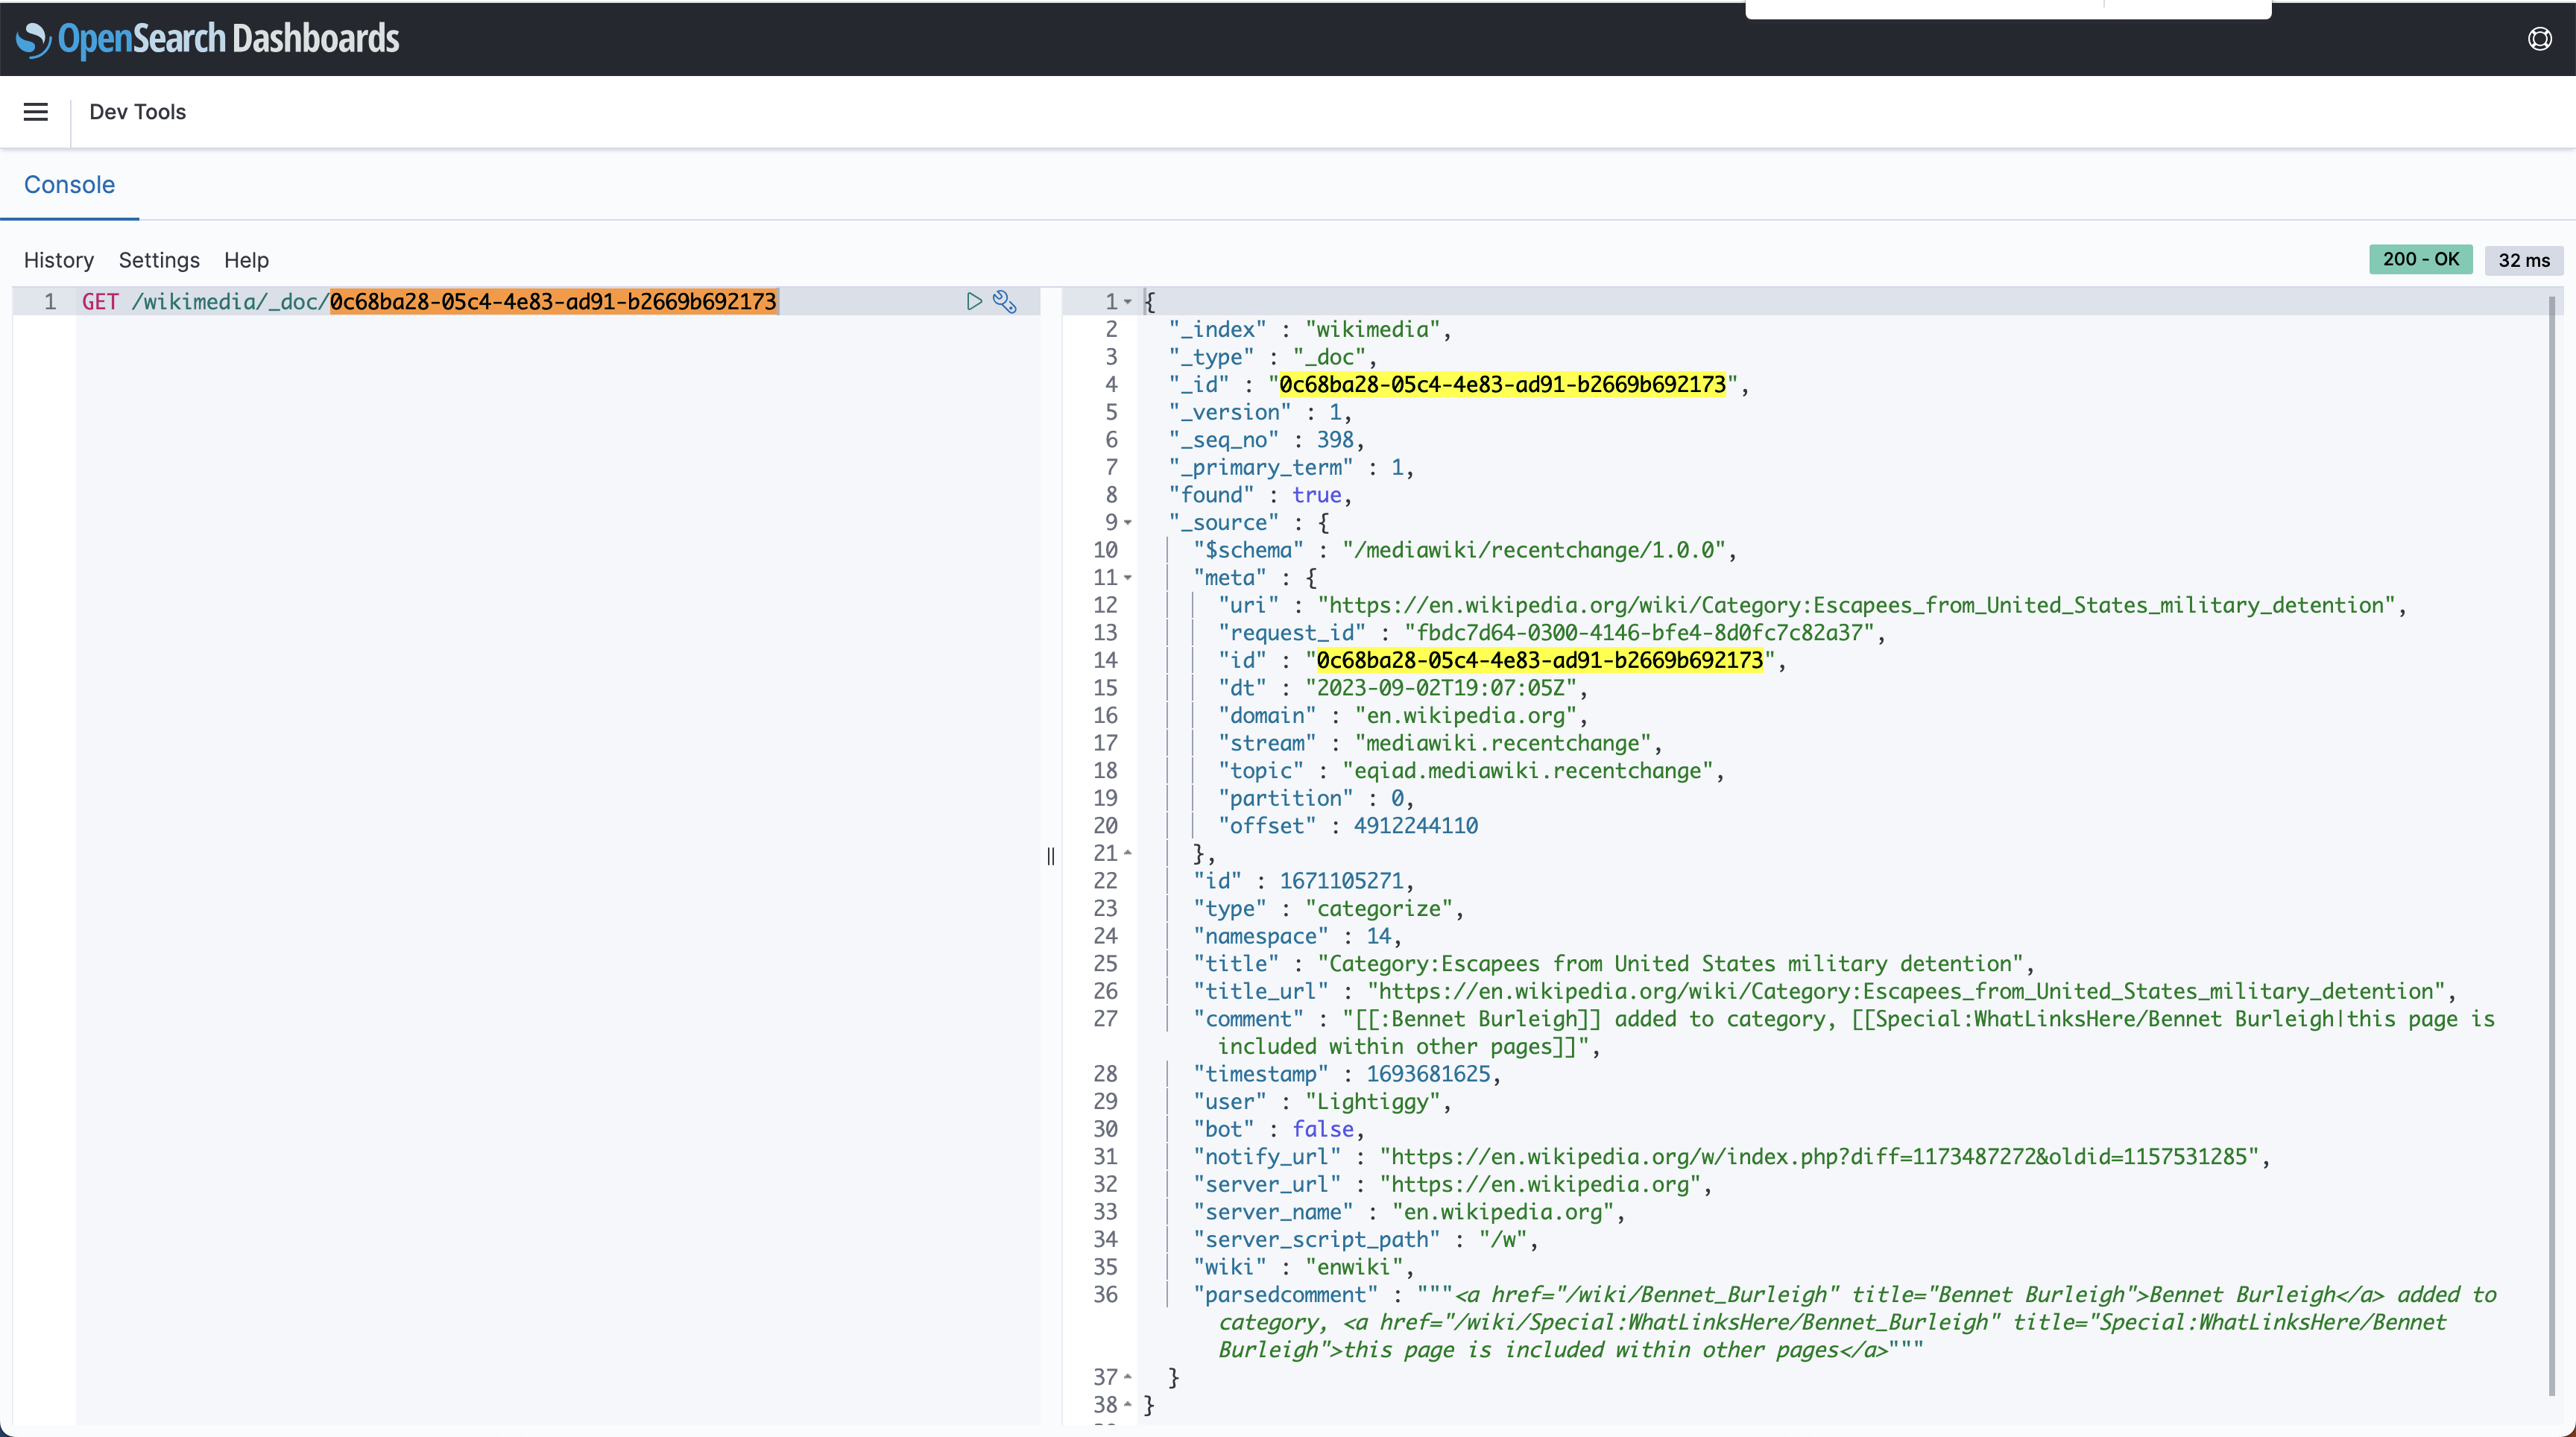 OpenSearch Dashboards
Dev Tools
Console
History Settings Help
200 - OK 32 ms
1 GET /wikimedia/_doc/0c68ba28-05c4-4e83-ad91-b2669b692173
1 {
2 "_index" : "wikimedia",
3 "_type" : "_doc",
4 "_id" : "0c68ba28-05c4-4e83-ad91-b2669b692173",
5 "_version" : 1,
6 "_seq_no" : 398,
7 "_primary_term" : 1,
8 "found" : true,
9 "_source" : {
10 "$schema" : "/mediawiki/recentchange/1.0.0",
11 "meta" : {
12 "uri" : "https://en.wikipedia.org/wiki/Category:Escapees_from_United_States_military_detention",
13 "request_id" : "fbdc7d64-0300-4146-bfe4-8d0fc7c82a37",
14 "id" : "0c68ba28-05c4-4e83-ad91-b2669b692173",
15 "dt" : "2023-09-02T19:07:05Z",
16 "domain" : "en.wikipedia.org",
17 "stream" : "mediawiki.recentchange",
18 "topic" : "eqiad.mediawiki.recentchange",
19 "partition" : 0,
20 "offset" : 4912244110
21 },
22 "id" : 1671105271,
23 "type" : "categorize",
24 "namespace" : 14,
25 "title" : "Category:Escapees from United States military detention",
26 "title_url" : "https://en.wikipedia.org/wiki/Category:Escapees_from_United_States_military_detention",
27 "comment" : "[[:Bennet Burleigh]] added to category, [[Special:WhatLinksHere/Bennet Burleigh|this page is
included within other pages]]",
28 "timestamp" : 1693681625,
29 "user" : "Lightiggy",
30 "bot" : false,
31 "notify_url" : "https://en.wikipedia.org/w/index.php?diff=1173487272&oldid=1157531285",
32 "server_url" : "https://en.wikipedia.org",
33 "server_name" : "en.wikipedia.org",
34 "server_script_path" : "/w",
35 "wiki" : "enwiki",
36 "parsedcomment" : """<a href="/wiki/Bennet_Burleigh" title="Bennet Burleigh">Bennet Burleigh</a> added to
category, <a href="/wiki/Special:WhatLinksHere/Bennet_Burleigh" title="Special:WhatLinksHere/Bennet
Burleigh">this page is included within other pages</a>"""
37 }
38 }